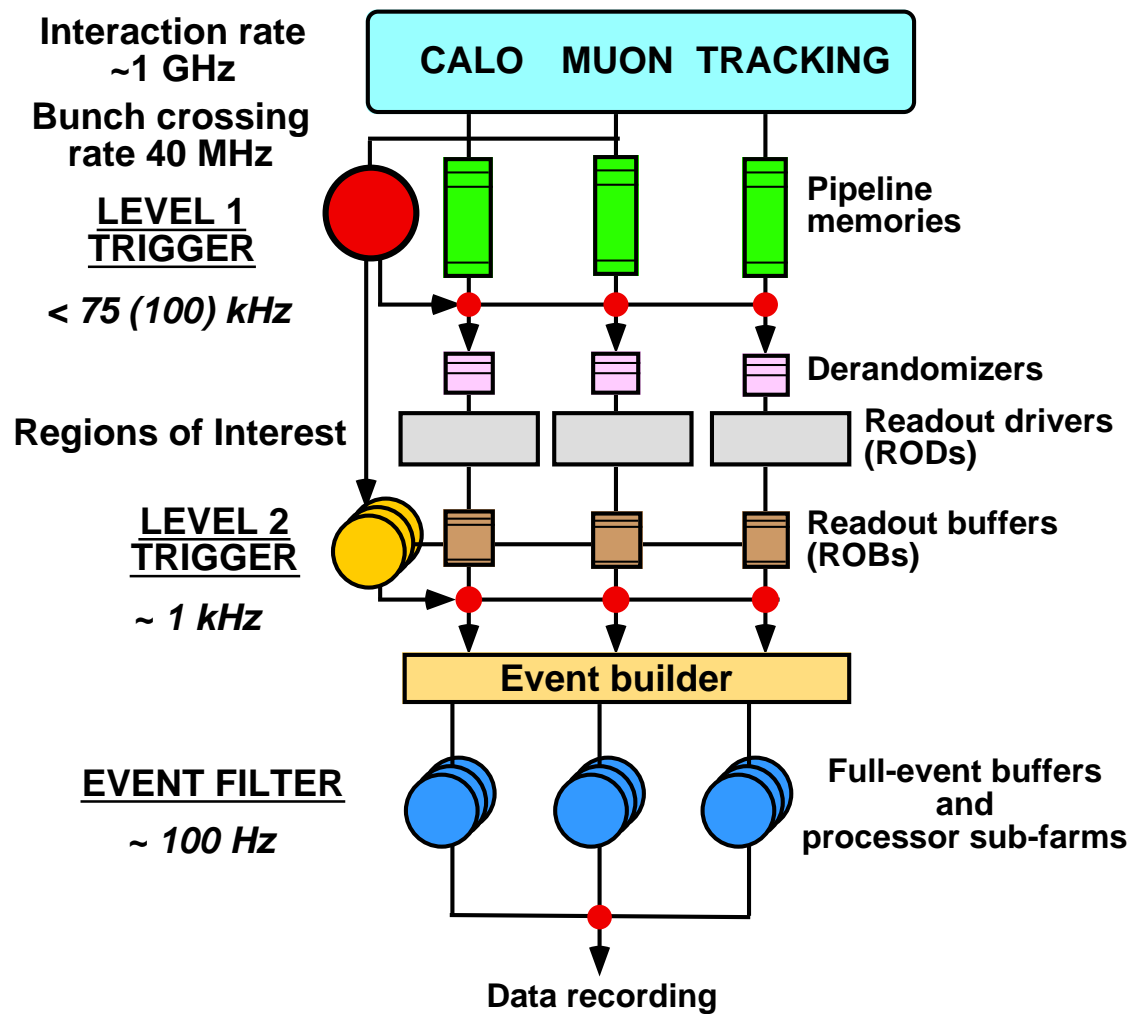 Interaction rate
~1 GHz
CALO MUON TRACKING
Bunch crossing
rate 40 MHz
LEVEL 1
TRIGGER
< 75 (100) kHz
Pipeline
memories
Derandomizers
Regions of Interest
Readout drivers
(RODs)
LEVEL 2
TRIGGER
~ 1 kHz
Readout buffers
(ROBs)
Event builder
EVENT FILTER
~ 100 Hz
Full-event buffers
and
processor sub-farms
Data recording